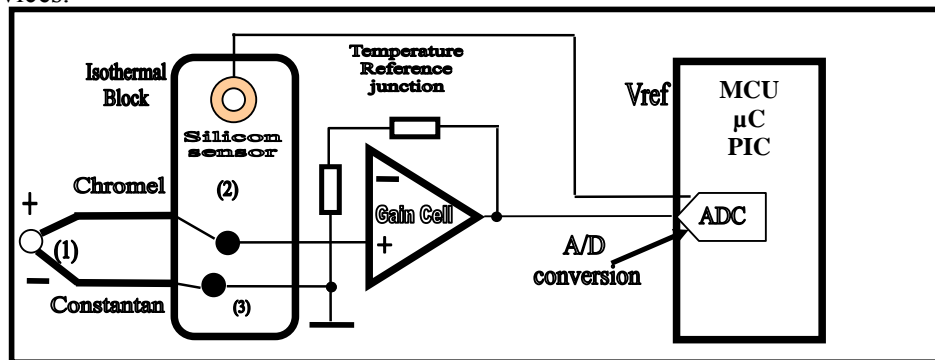 Temperature
Reference
junction
Isothermal
Block
Silicon
sensor
Vref
MCU
µC
PIC
Chromel
(2)
+
(1)
−
Gain Cell
+
ADC
A/D
conversion
−
Constantan
(3)